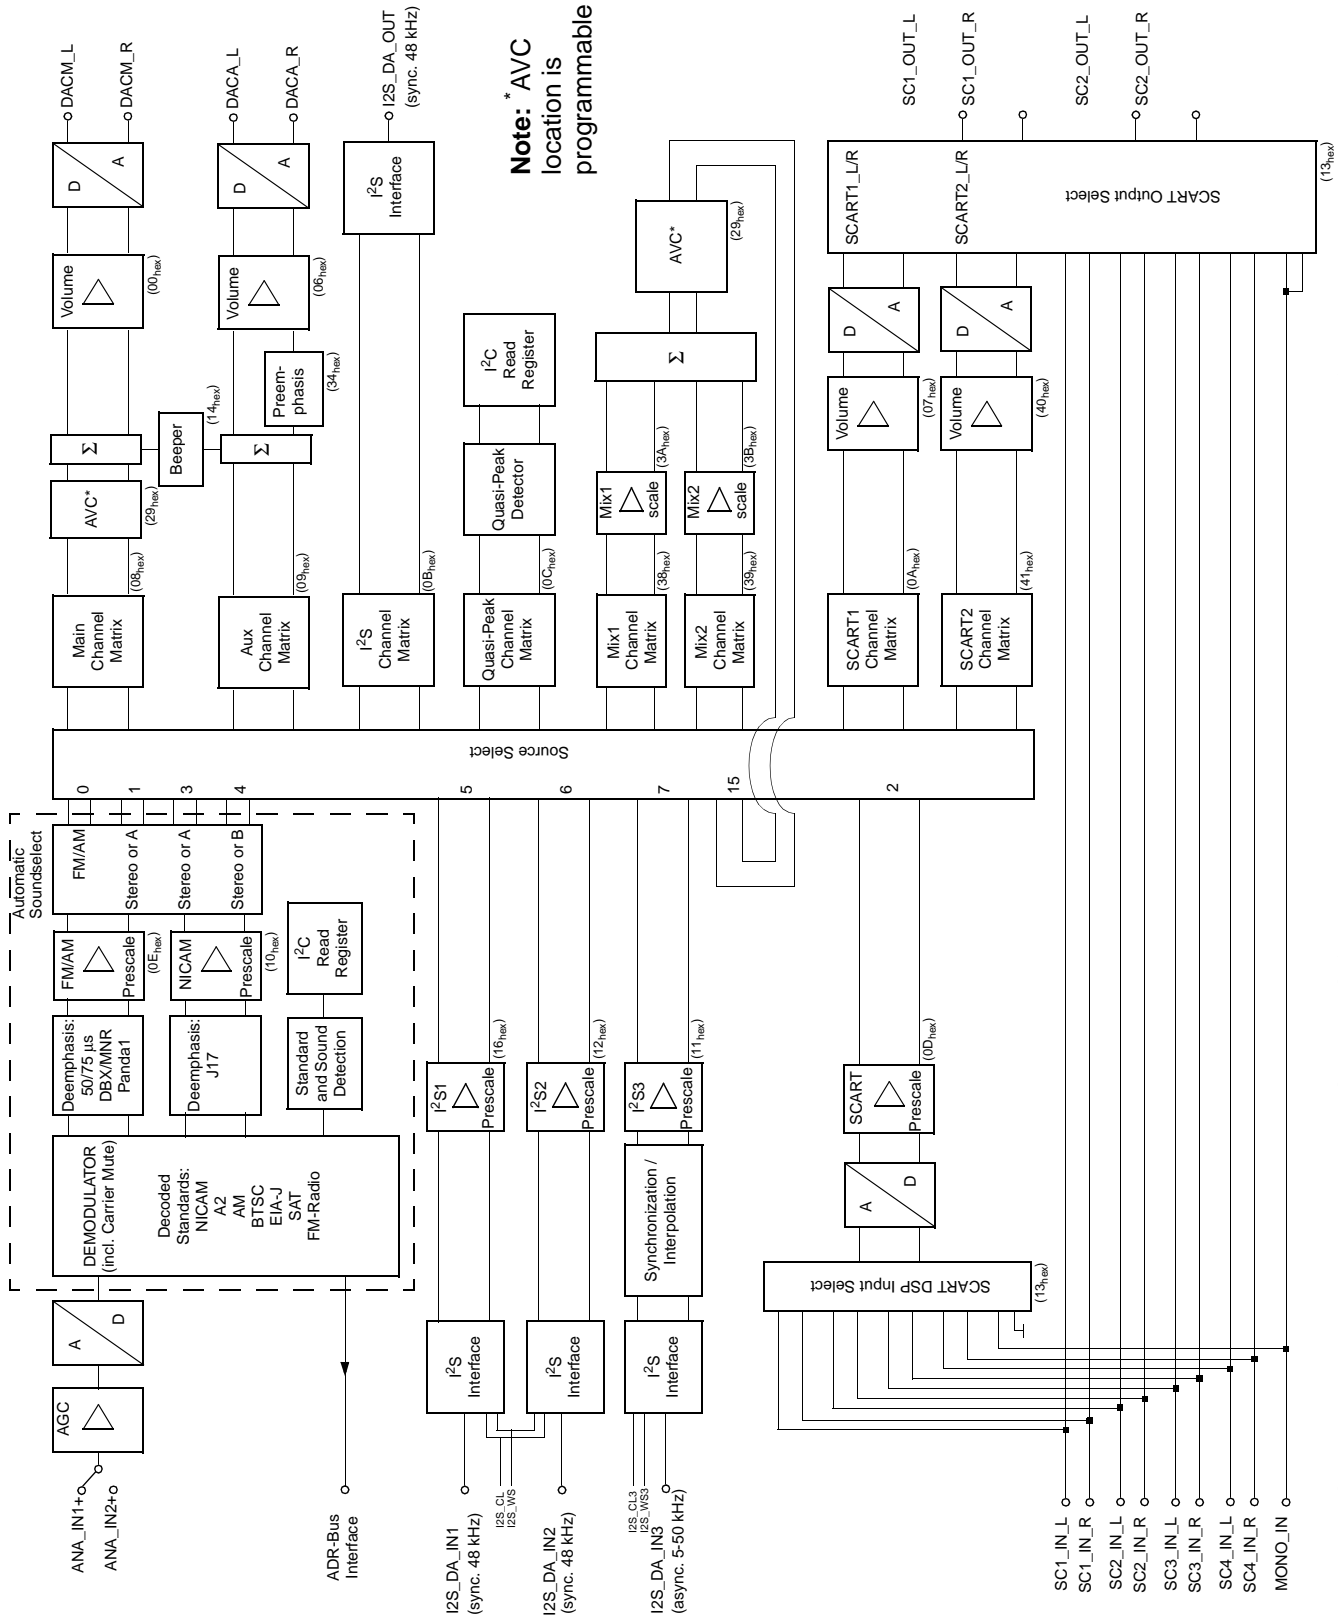 ANA_IN1+
ANA_IN2+
AGC
A
D
ADR-Bus
Interface
Automatic
Soundselect
DEMODULATOR
(incl. Carrier Mute)
Decoded
Standards:
NICAM
A2
AM
BTSC
EIA-J
SAT
FM-Radio
Deemphasis:
50/75 µs
DBX/MNR
Panda1
Deemphasis:
J17
Standard
and Sound
Detection
FM/AM
Prescale
(0Ehex)
NICAM
Prescale
(10hex)
I2C
Read
Register
FM/AM
Stereo or A
Stereo or A
Stereo or B
0
1
3
4
5
6
7
15
2
Source Select
I2S_DA_IN1
(sync. 48 kHz)
I2S_CL
I2S_WS
I2S_DA_IN2
(sync. 48 kHz)
I2S_CL3
I2S_WS3
I2S_DA_IN3
(async. 5-50 kHz)
I2S
Interface
I2S
Interface
I2S
Interface
Synchronization /
Interpolation
I2S1
Prescale
(16hex)
I2S2
Prescale
(12hex)
I2S3
Prescale
(11hex)
SCART DSP Input Select
(13hex)
A
D
SCART
Prescale
(0Dhex)
SC1_IN_L
SC1_IN_R
SC2_IN_L
SC2_IN_R
SC3_IN_L
SC3_IN_R
SC4_IN_L
SC4_IN_R
MONO_IN
Main
Channel
Matrix
(08hex)
AVC*
(29hex)
Σ
Beeper
(14hex)
Volume
(00hex)
D
A
DACM_L
DACM_R
Aux
Channel
Matrix
(09hex)
Σ
Preem-
phasis
(34hex)
Volume
(06hex)
D
A
DACA_L
DACA_R
I2S
Channel
Matrix
(0Bhex)
I2S
Interface
I2S_DA_OUT
(sync. 48 kHz)
Quasi-Peak
Channel
Matrix
(0Chex)
Quasi-Peak
Detector
I2C
Read
Register
Note: * AVC
location is
programmable
Mix1
Channel
Matrix
(38hex)
Mix1
scale
(3Ahex)
Mix2
Channel
Matrix
(39hex)
Mix2
scale
(3Bhex)
Σ
AVC*
(29hex)
SCART1
Channel
Matrix
(0Ahex)
Volume
(07hex)
D
A
SCART1_L/R
SCART2
Channel
Matrix
(41hex)
Volume
(40hex)
D
A
SCART2_L/R
SCART Output Select
(13hex)
SC1_OUT_L
SC1_OUT_R
SC2_OUT_L
SC2_OUT_R